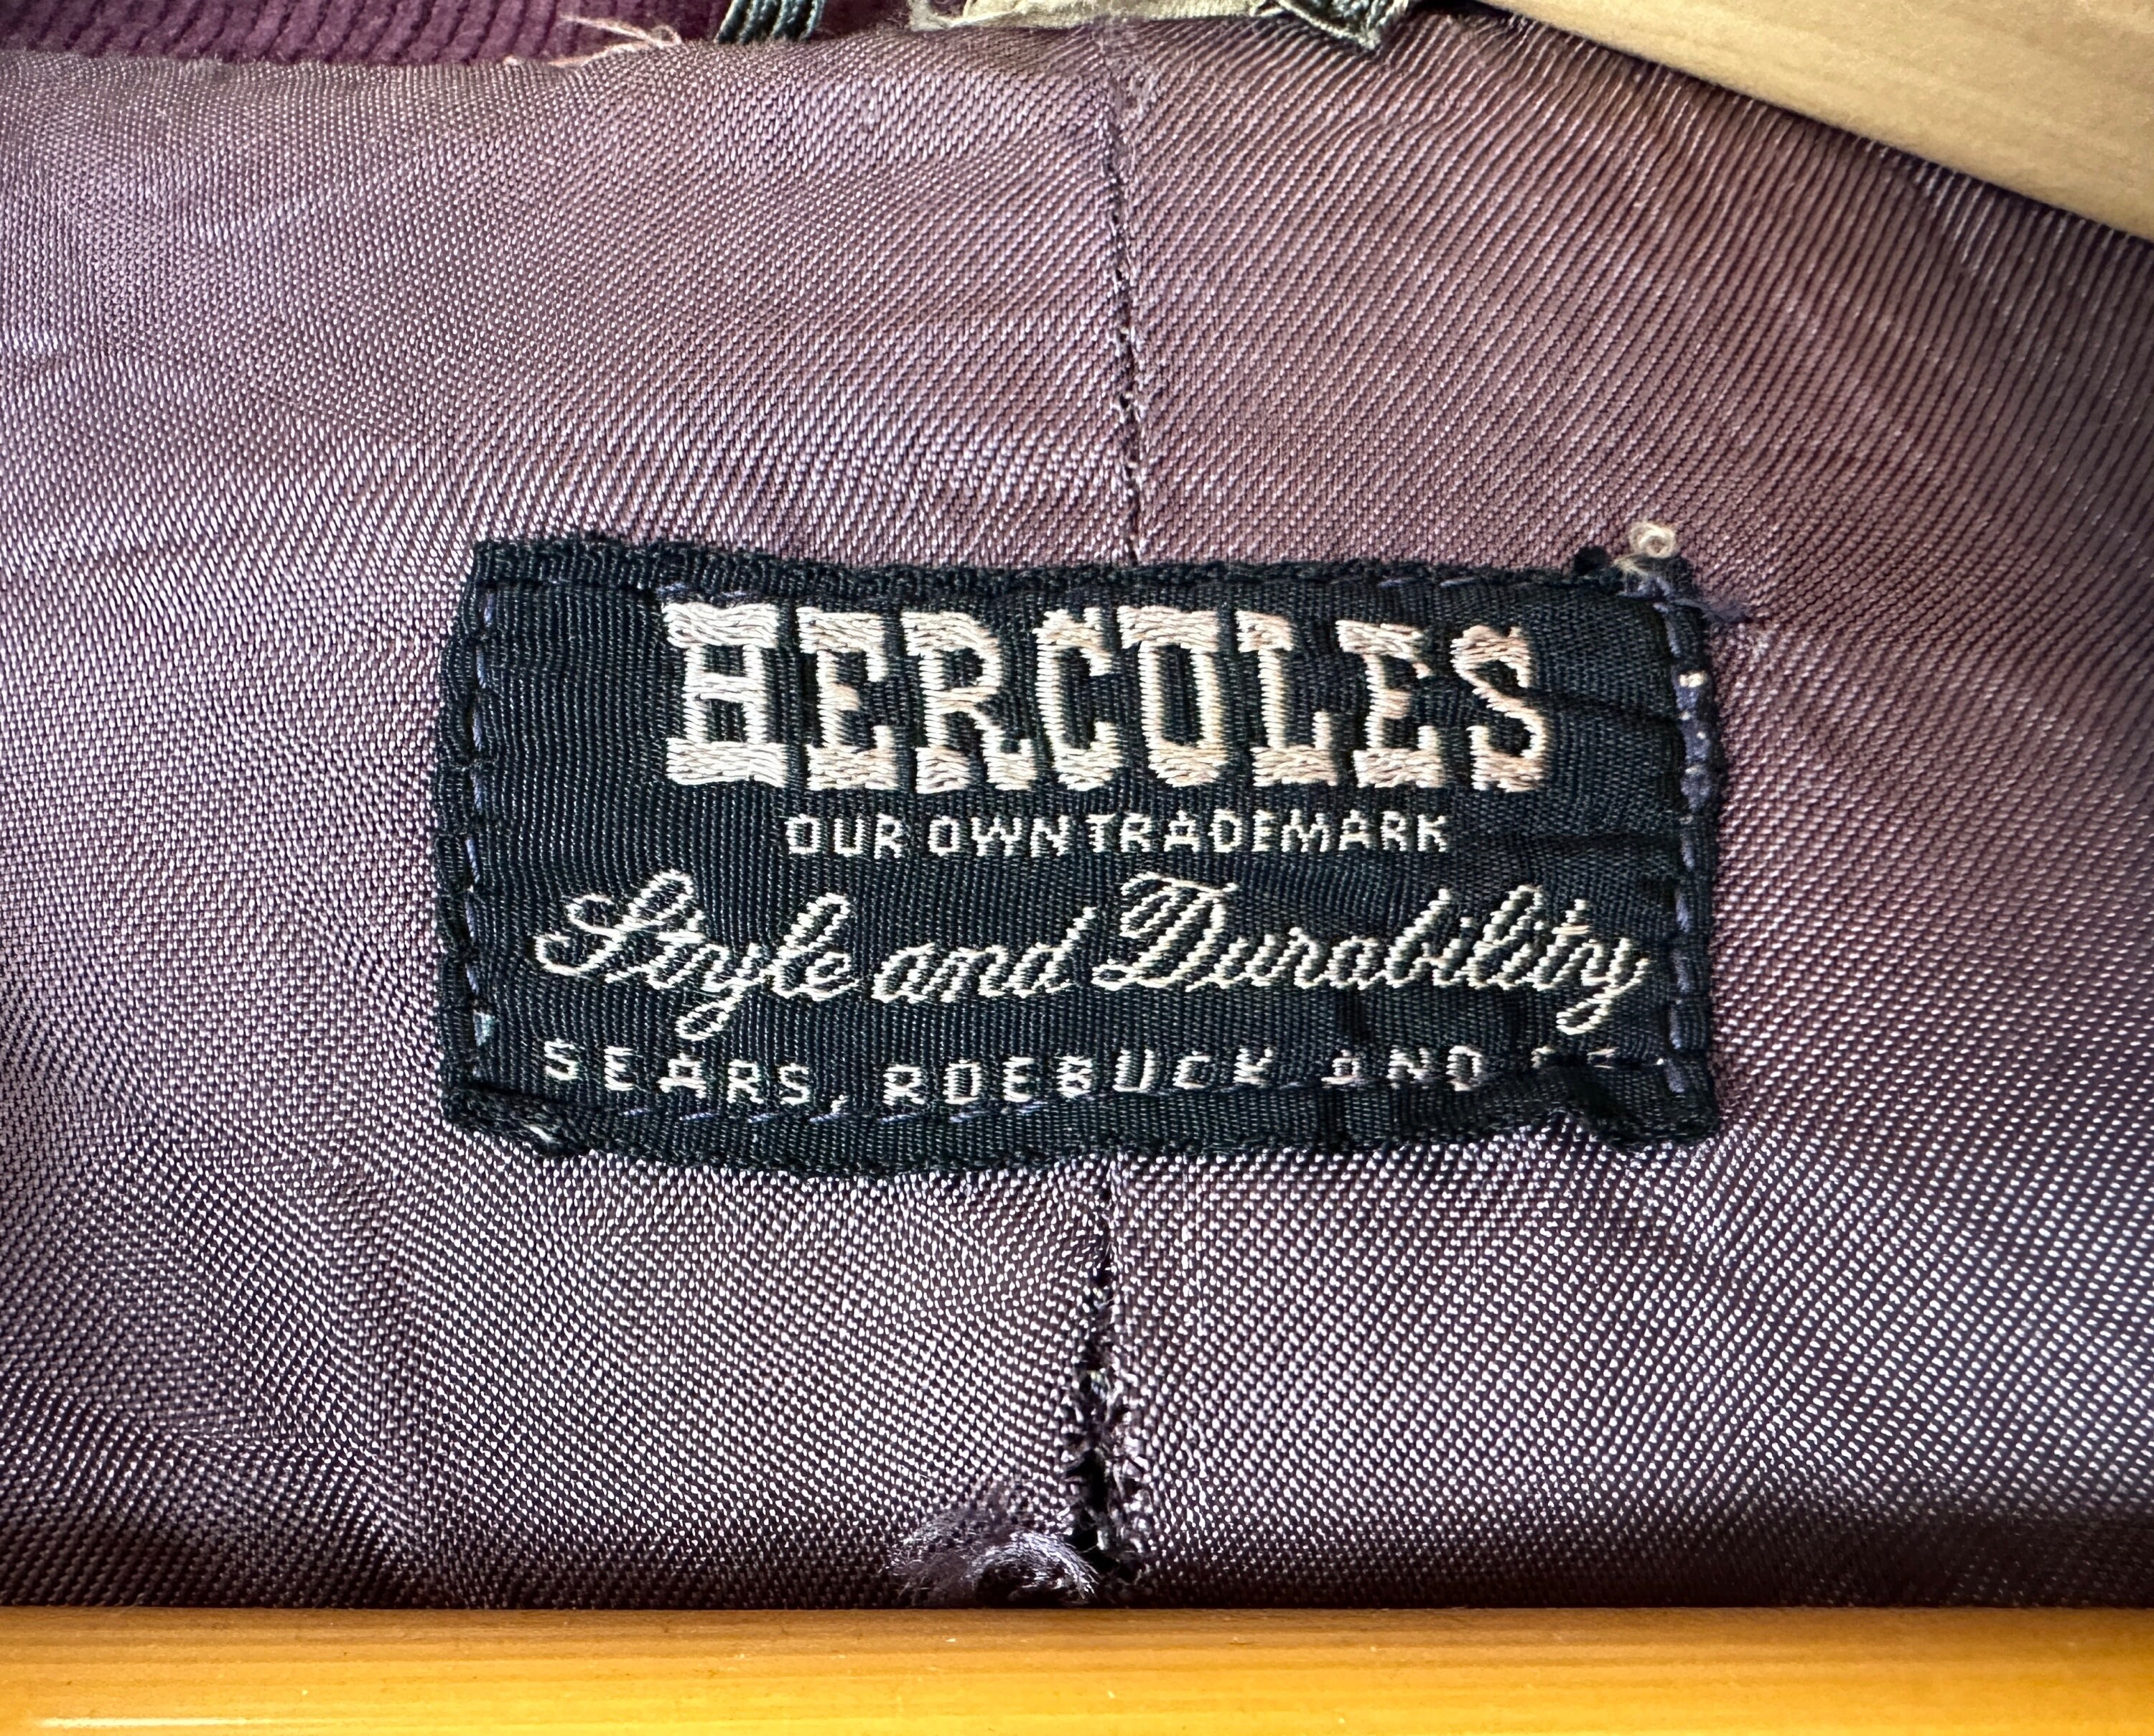 HERCULES
OUR OWN TRADEMARK
Style and Durability
SEARS, ROEBUCK AND